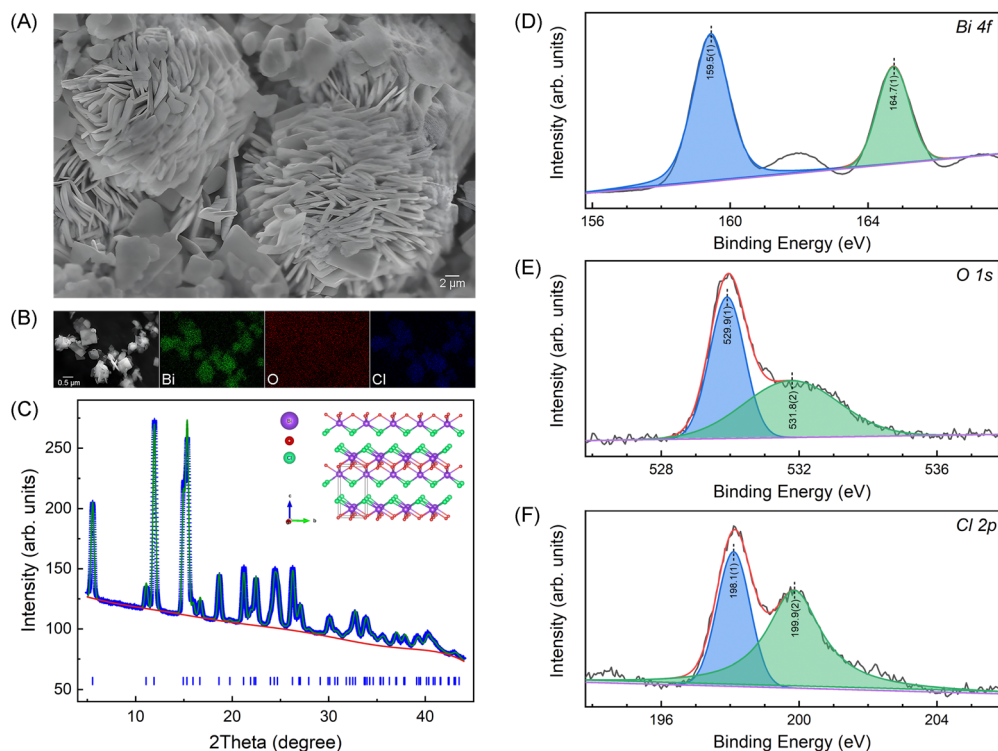 (A)
2 µm
(B)
0.5 µm
Bi
O
Cl
(C)
Intensity (arb. units)
250
200
150
100
50
10
20
30
40
2Theta (degree)
(D)
Bi 4f
Intensity (arb. units)
159.5(1)
164.7(1)
156
160
164
Binding Energy (eV)
(E)
O 1s
Intensity (arb. units)
529.9(1)
531.8(2)
528
532
536
Binding Energy (eV)
(F)
Cl 2p
Intensity (arb. units)
198.1(1)
199.9(2)
196
200
204
Binding Energy (eV)